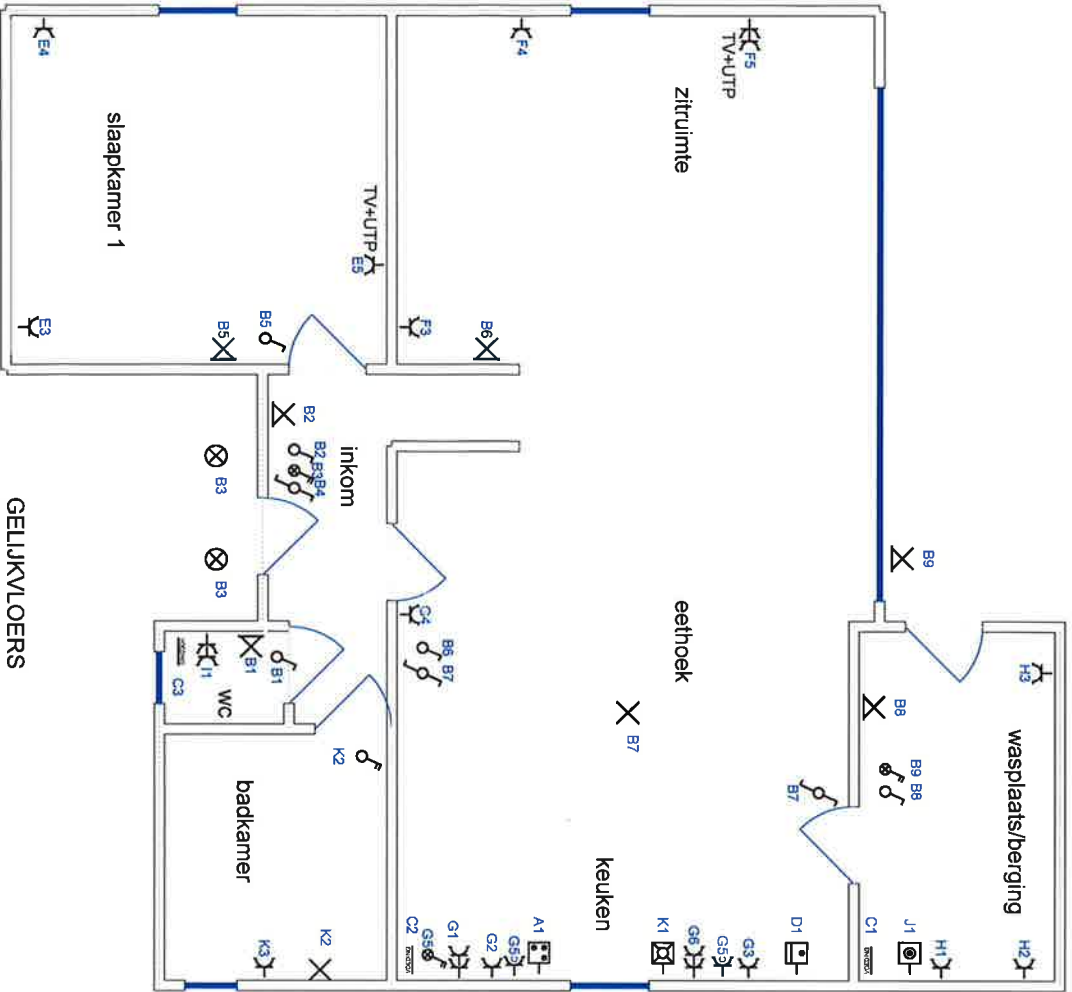 H3
H2
wasplaats/berging
H1
B9
B9 B8
J1
B8
C1
D1
B7
F5
TV+UTP
G3
G5b
B7
G6
zitruimte
eethoek
K1
keuken
A1
F4
G5b
G2
B6
G1
F3
G4
B6
B7
G5
C2
TV+UTP
E5
inkom
K2
K2
B2
B3
B4
B2
B5
B1
K3
B1
badkamer
B5
WC
B3
B3
I1
C3
slaapkamer 1
E4
E3
GELIJKVLOERS